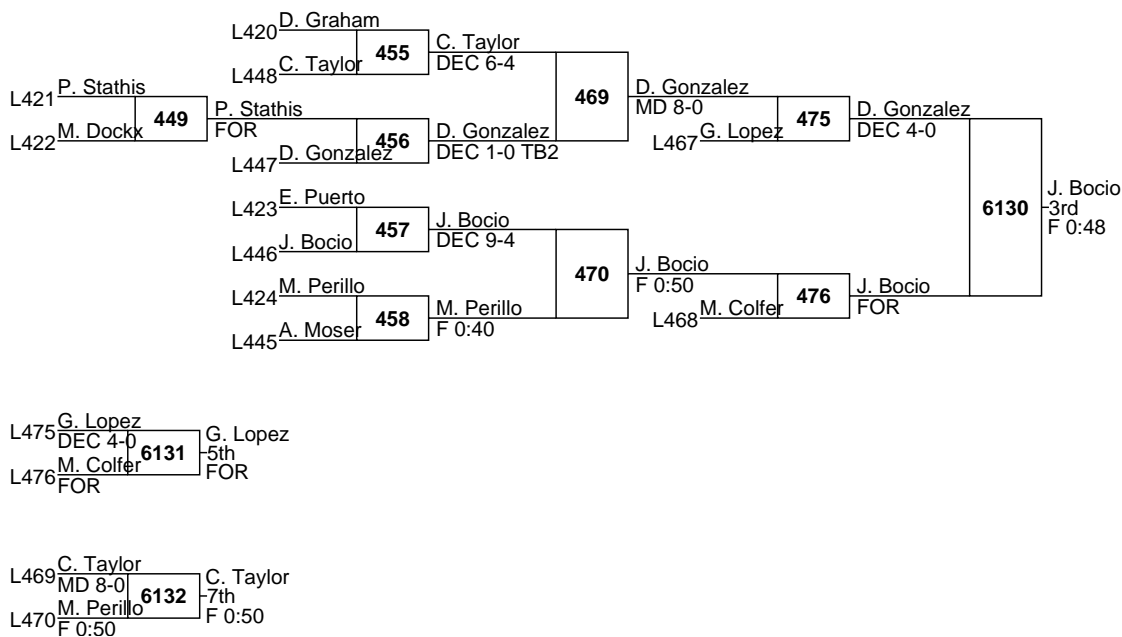 L420 D. Graham
455
C. Taylor
DEC 6-4
L448 C. Taylor
L421 P. Stathis
449
P. Stathis
FOR
L422 M. Dockx
469
D. Gonzalez
MD 8-0
475
D. Gonzalez
DEC 4-0
456
D. Gonzalez
DEC 1-0 TB2
L467 G. Lopez
L447 D. Gonzalez
L423 E. Puerto
457
J. Bocio
DEC 9-4
L446 J. Bocio
6130
J. Bocio
3rd
F 0:48
470
J. Bocio
F 0:50
476
J. Bocio
FOR
L424 M. Perillo
458
M. Perillo
F 0:40
L468 M. Colfer
L445 A. Moser
L475 G. Lopez
DEC 4-0
6131
G. Lopez
5th
FOR
L476 M. Colfer
FOR
L469 C. Taylor
MD 8-0
6132
C. Taylor
7th
F 0:50
L470 M. Perillo
F 0:50